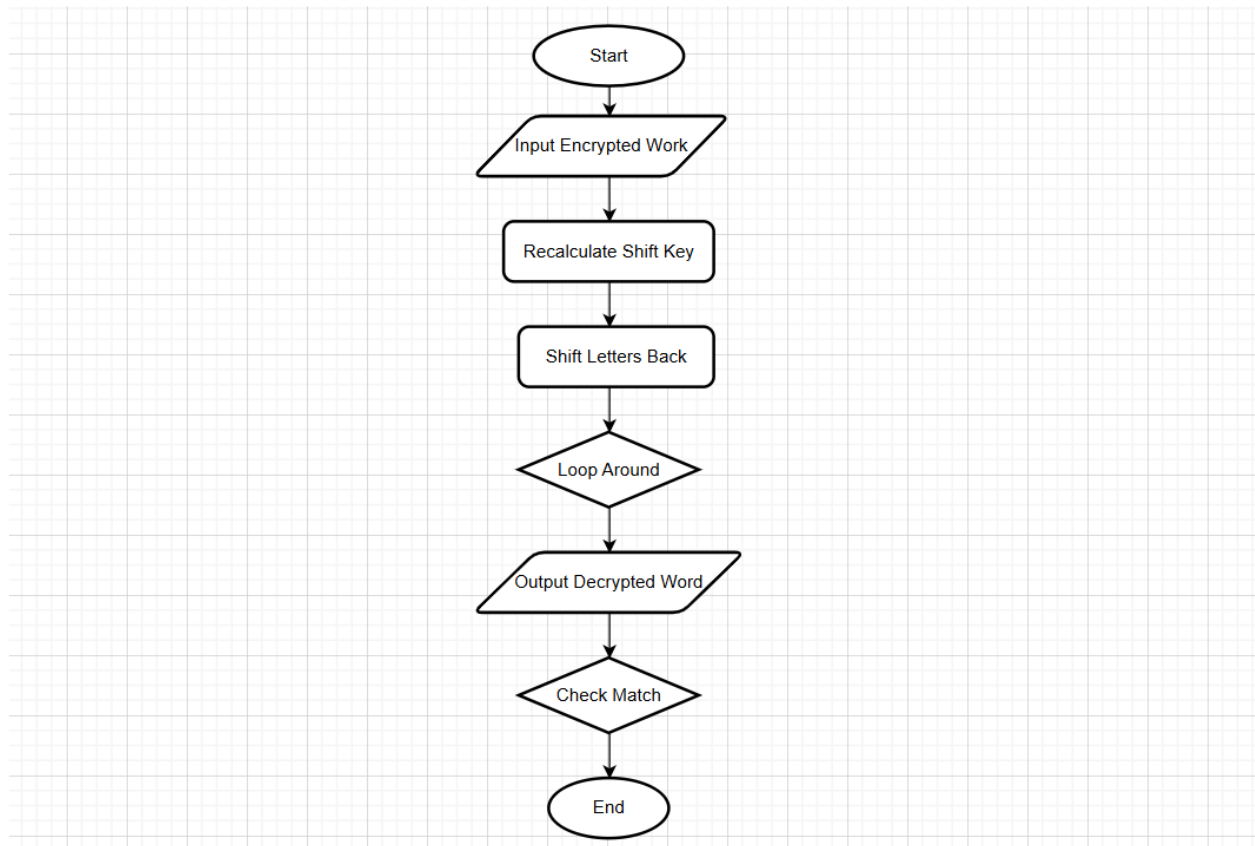 Start
Input Encrypted Work
Recalculate Shift Key
Shift Letters Back
Loop Around
Output Decrypted Word
Check Match
End